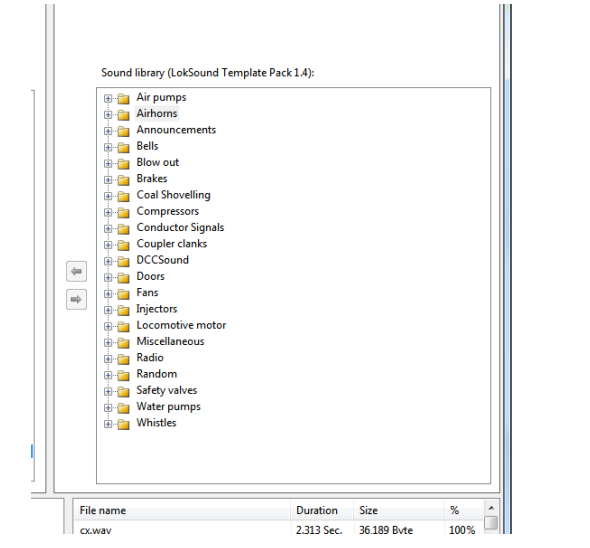 Sound library (LokSound Template Pack 1.4):
Air pumps
Airhorns
Announcements
Bells
Blow out
Brakes
Coal Shovelling
Compressors
Conductor Signals
Coupler clanks
DCCSound
Doors
Fans
Injectors
Locomotive motor
Miscellaneous
Radio
Random
Safety valves
Water pumps
Whistles
File name Duration Size %
cx.wav 2.313 Sec. 36.189 Byte 100%